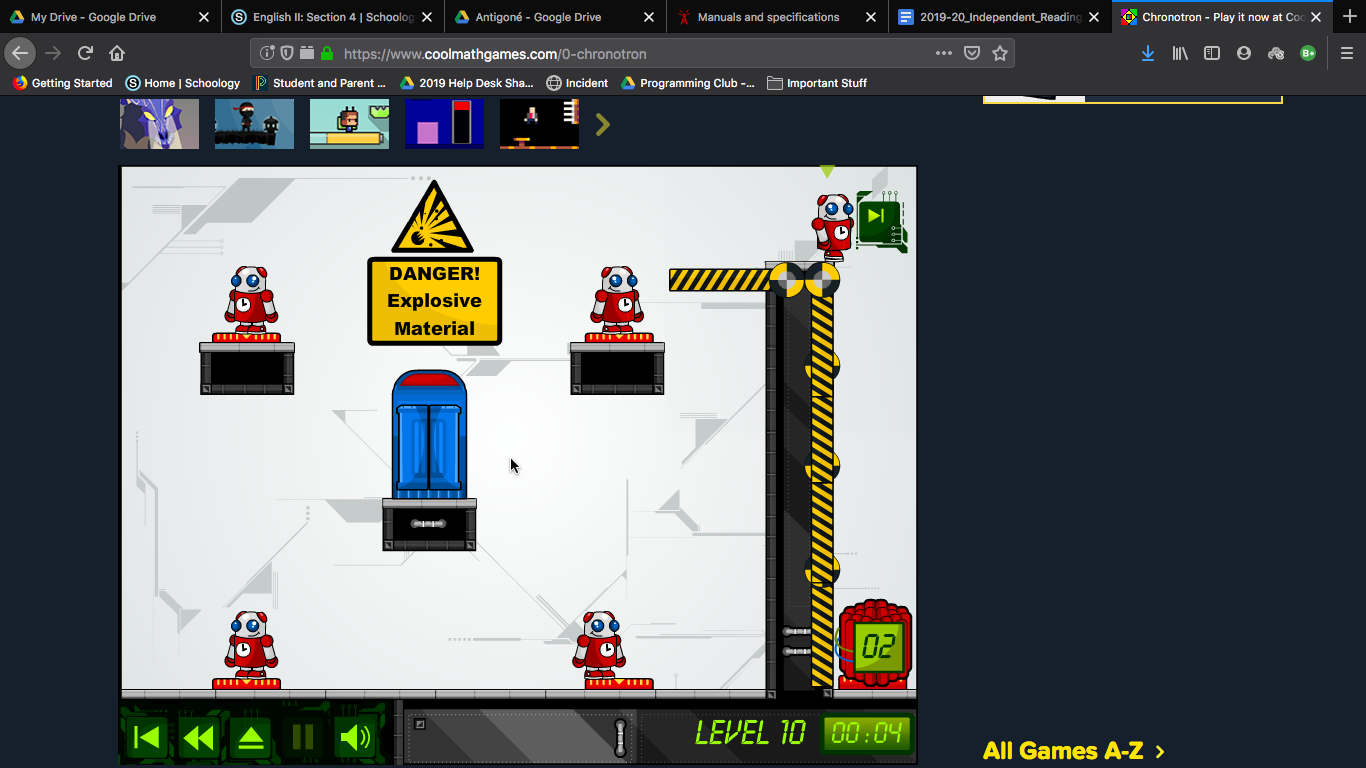 My Drive - Google Drive
English II: Section 4 | Schoolog
Antigoné - Google Drive
Manuals and specifications
2019-20_Independent_Reading
Chronotron - Play it now at Coo
https://www.coolmathgames.com/0-chronotron
B+
Getting Started
Home | Schoology
Student and Parent ...
2019 Help Desk Sha...
Incident
Programming Club -...
Important Stuff
DANGER!
Explosive
Material
02
LEVEL 10
00:04
All Games A-Z